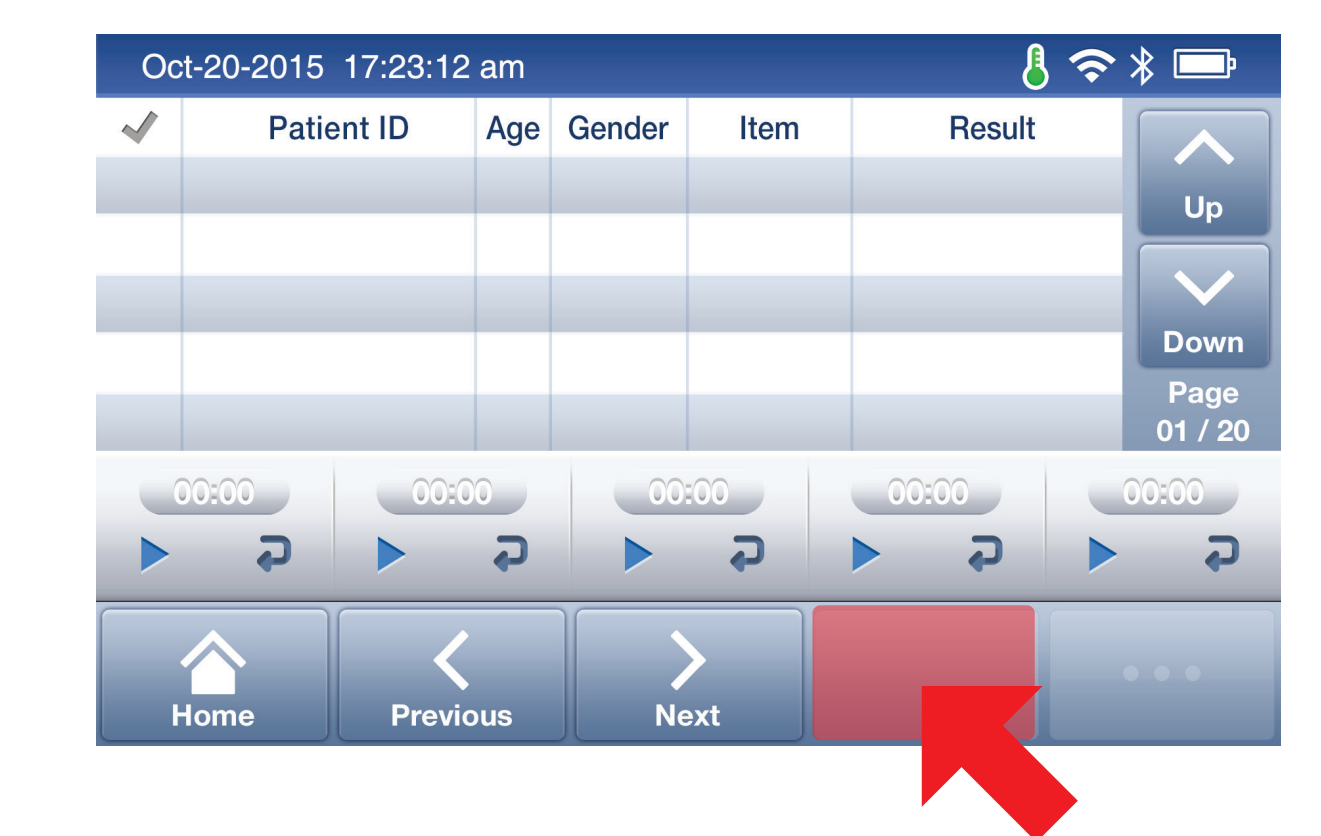 Oct-20-2015 17:23:12 am
Patient ID Age Gender Item Result
Up
Down
Page
01 / 20
00:00 00:00 00:00 00:00 00:00
Home Previous Next